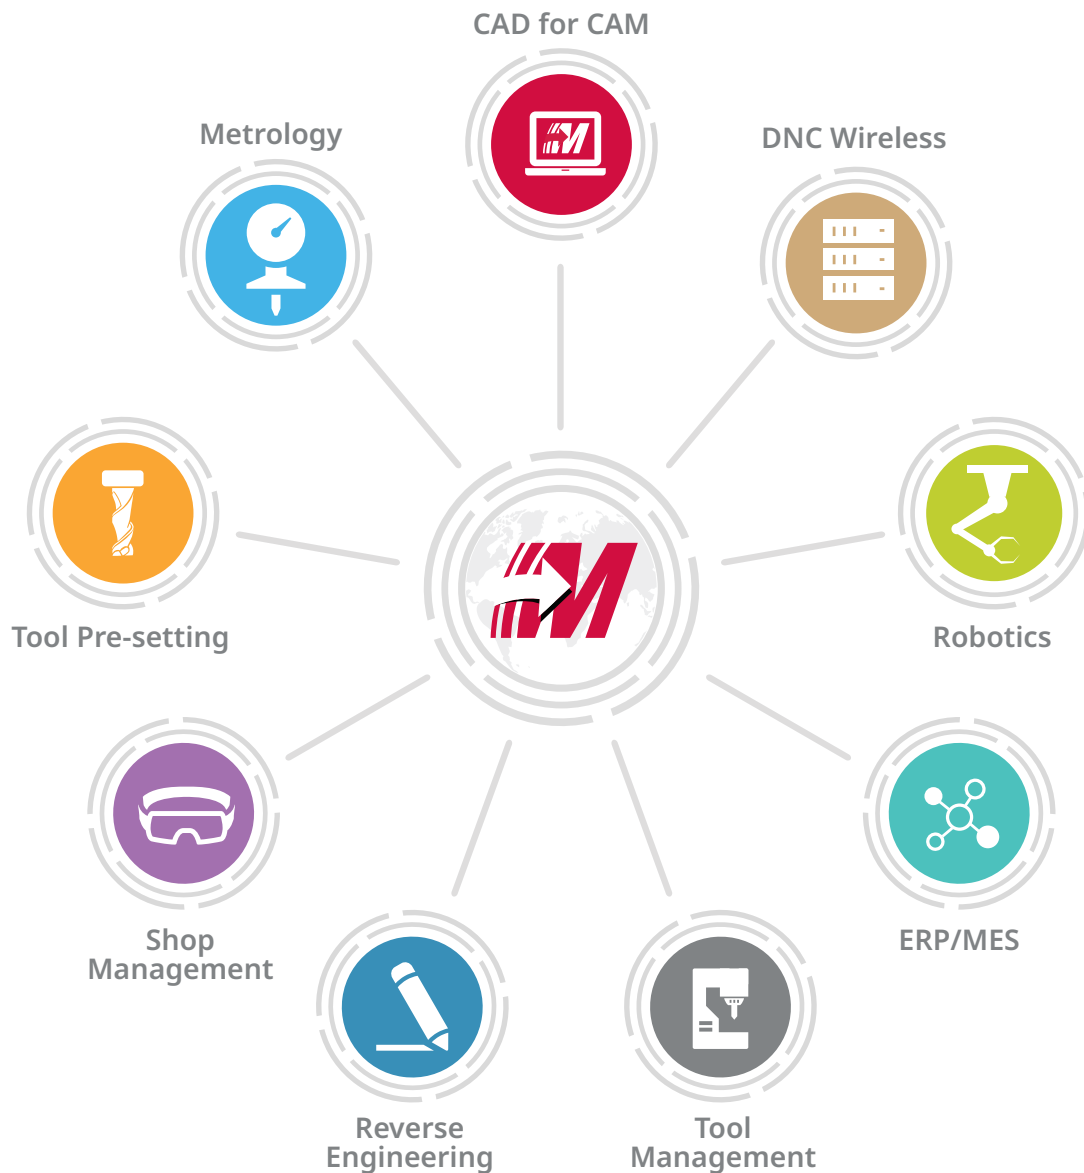 CAD for CAM
Metrology
DNC Wireless
M
M
Tool Pre-setting
Robotics
Shop
Management
ERP/MES
Reverse
Engineering
Tool
Management